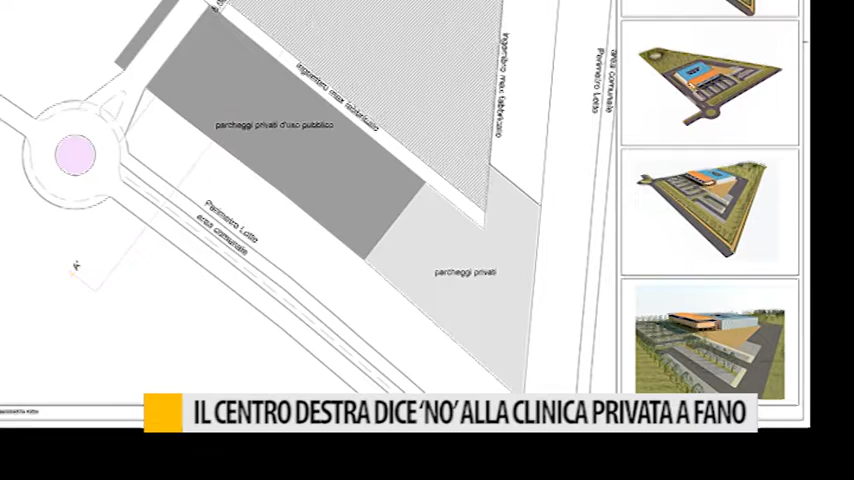 ingombro max fabbricato
ingombro max fabbricato
area comunale
Perimetro Lotto
parcheggi privati d'uso pubblico
Perimetro Lotto
area comunale
A'
parcheggi privati
IL CENTRO DESTRA DICE 'NO' ALLA CLINICA PRIVATA A FANO